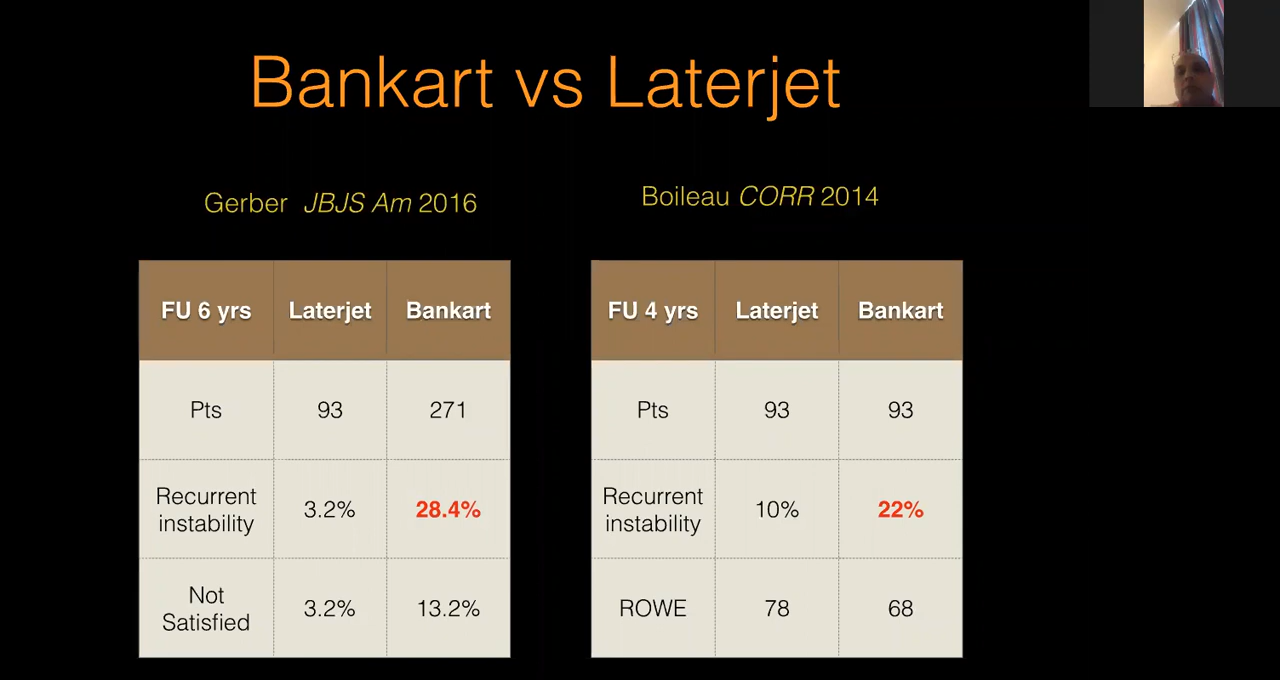 Bankart vs Laterjet
Gerber JBJS Am 2016
FU 6 yrs Laterjet Bankart
Pts 93 271
Recurrent
instability 3.2% 28.4%
Not
Satisfied 3.2% 13.2%
Boileau CORR 2014
FU 4 yrs Laterjet Bankart
Pts 93 93
Recurrent
instability 10% 22%
ROWE 78 68